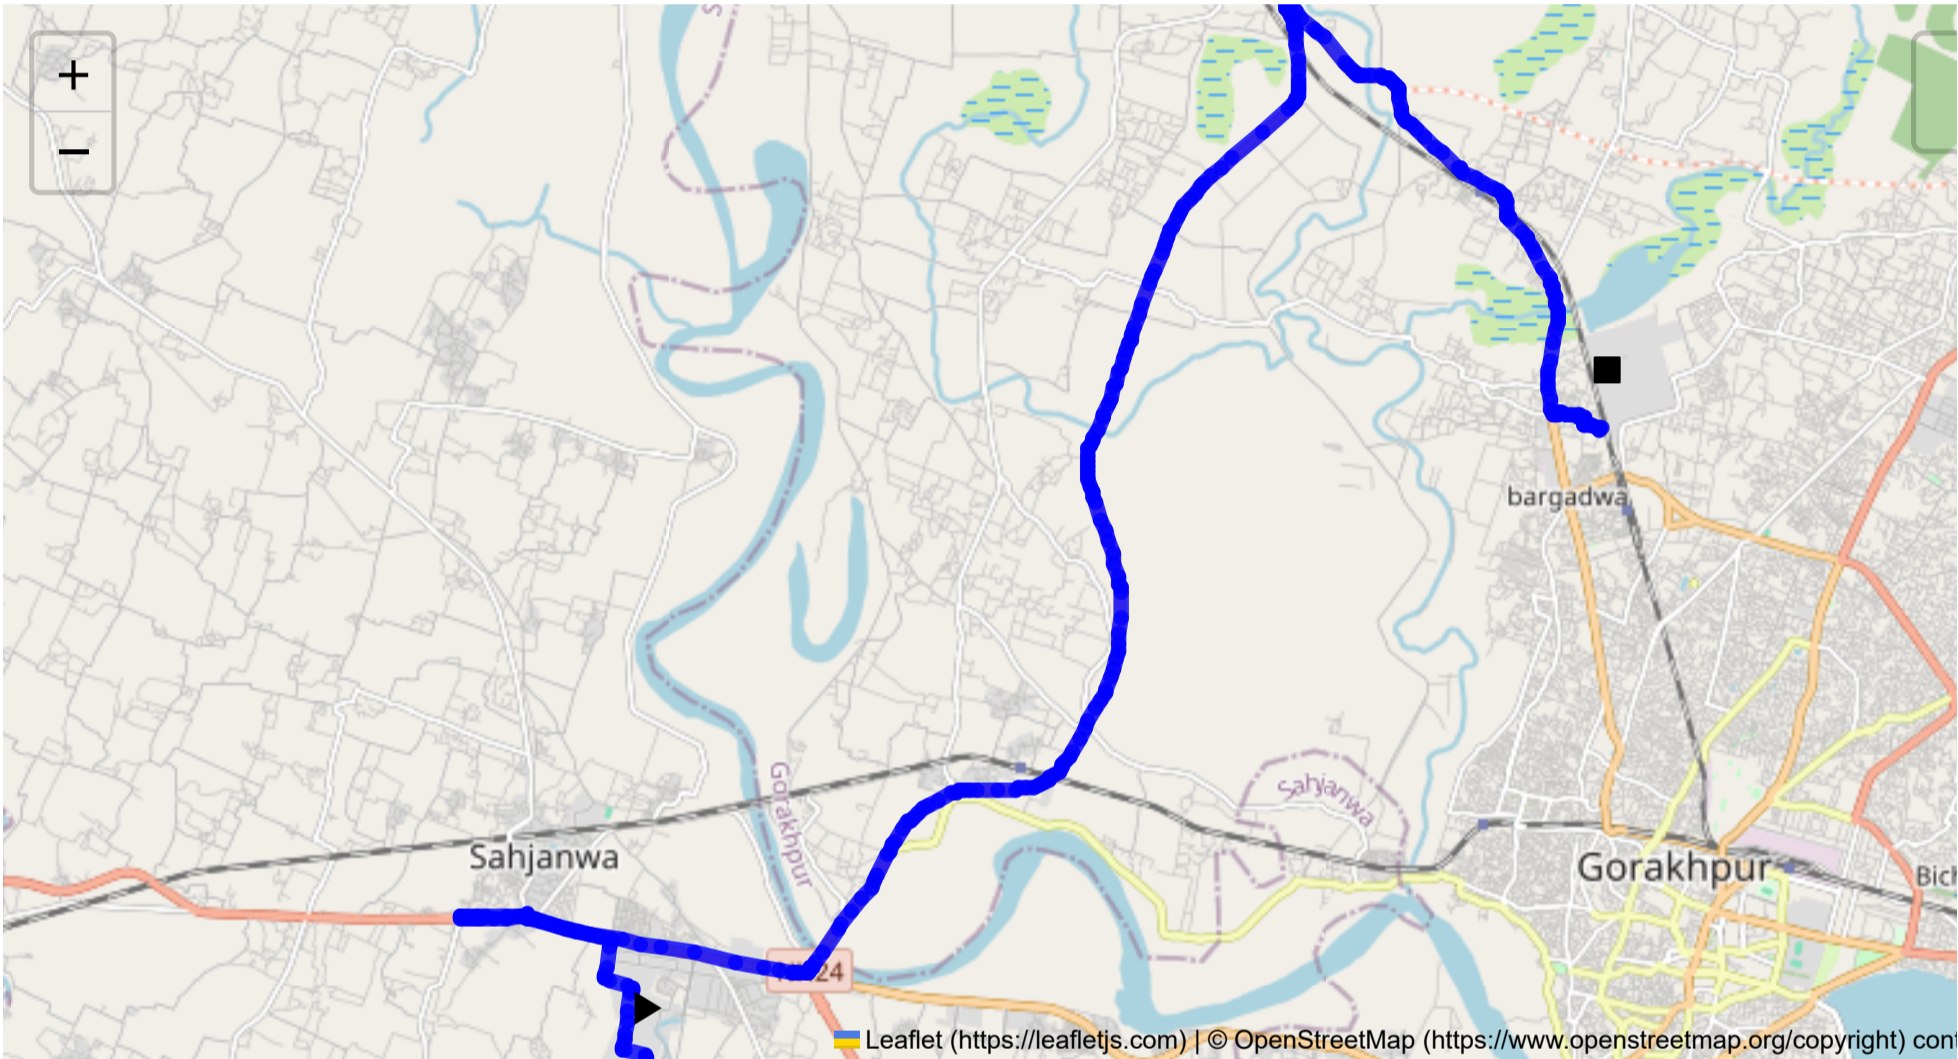 +
−
bargadwa
Sahjanwa
Gorakhpur
Sahjanwa
Gorakhpur
Bich
24
Leaflet (https://leafletjs.com) | © OpenStreetMap (https://www.openstreetmap.org/copyright) con